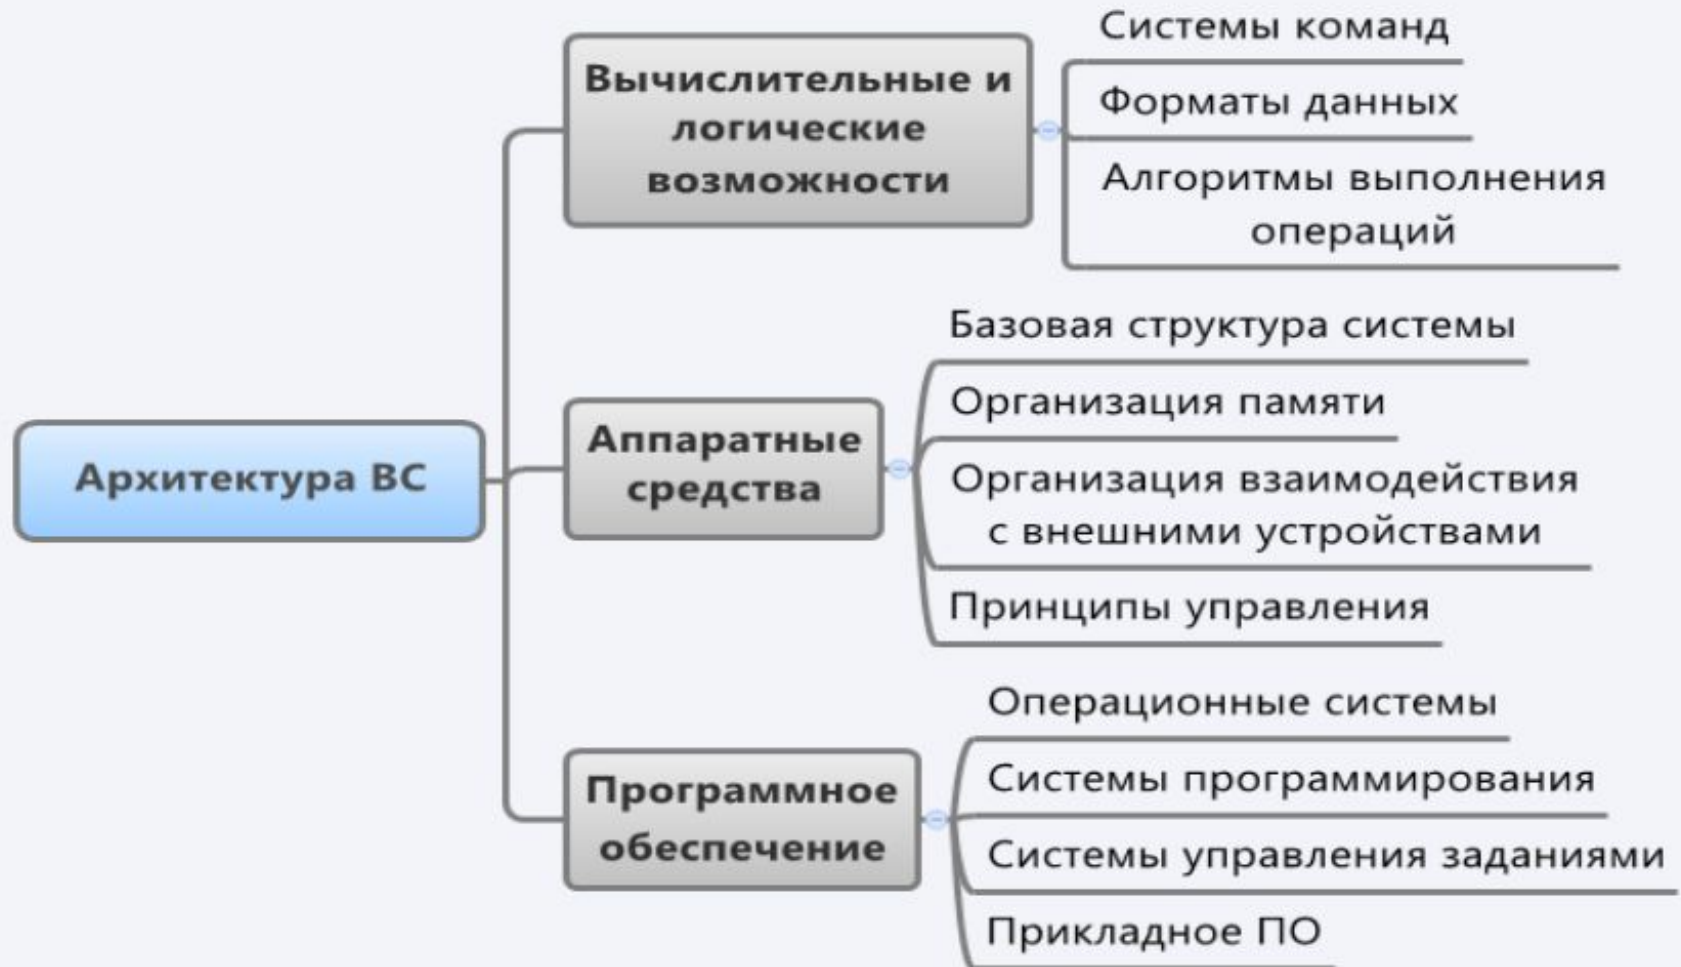 Архитектура ВС
Вычислительные и
логические
возможности
Системы команд
Форматы данных
Алгоритмы выполнения
операций
Аппаратные
средства
Базовая структура системы
Организация памяти
Организация взаимодействия
с внешними устройствами
Принципы управления
Программное
обеспечение
Операционные системы
Системы программирования
Системы управления заданиями
Прикладное ПО